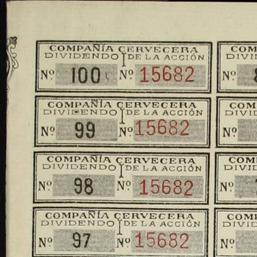 COMPAÑIA CERVECERA
DIVIDENDO DE LA ACCIÓN
Nº 100 Nº 15682
COMPAÑIA CERVECERA
DIVIDENDO DE LA ACCIÓN
Nº 99 Nº 15682
COMPAÑIA CERVECERA
DIVIDENDO DE LA ACCIÓN
Nº 98 Nº 15682
COMPAÑIA CERVECERA
DIVIDENDO DE LA ACCIÓN
Nº 97 Nº 15682